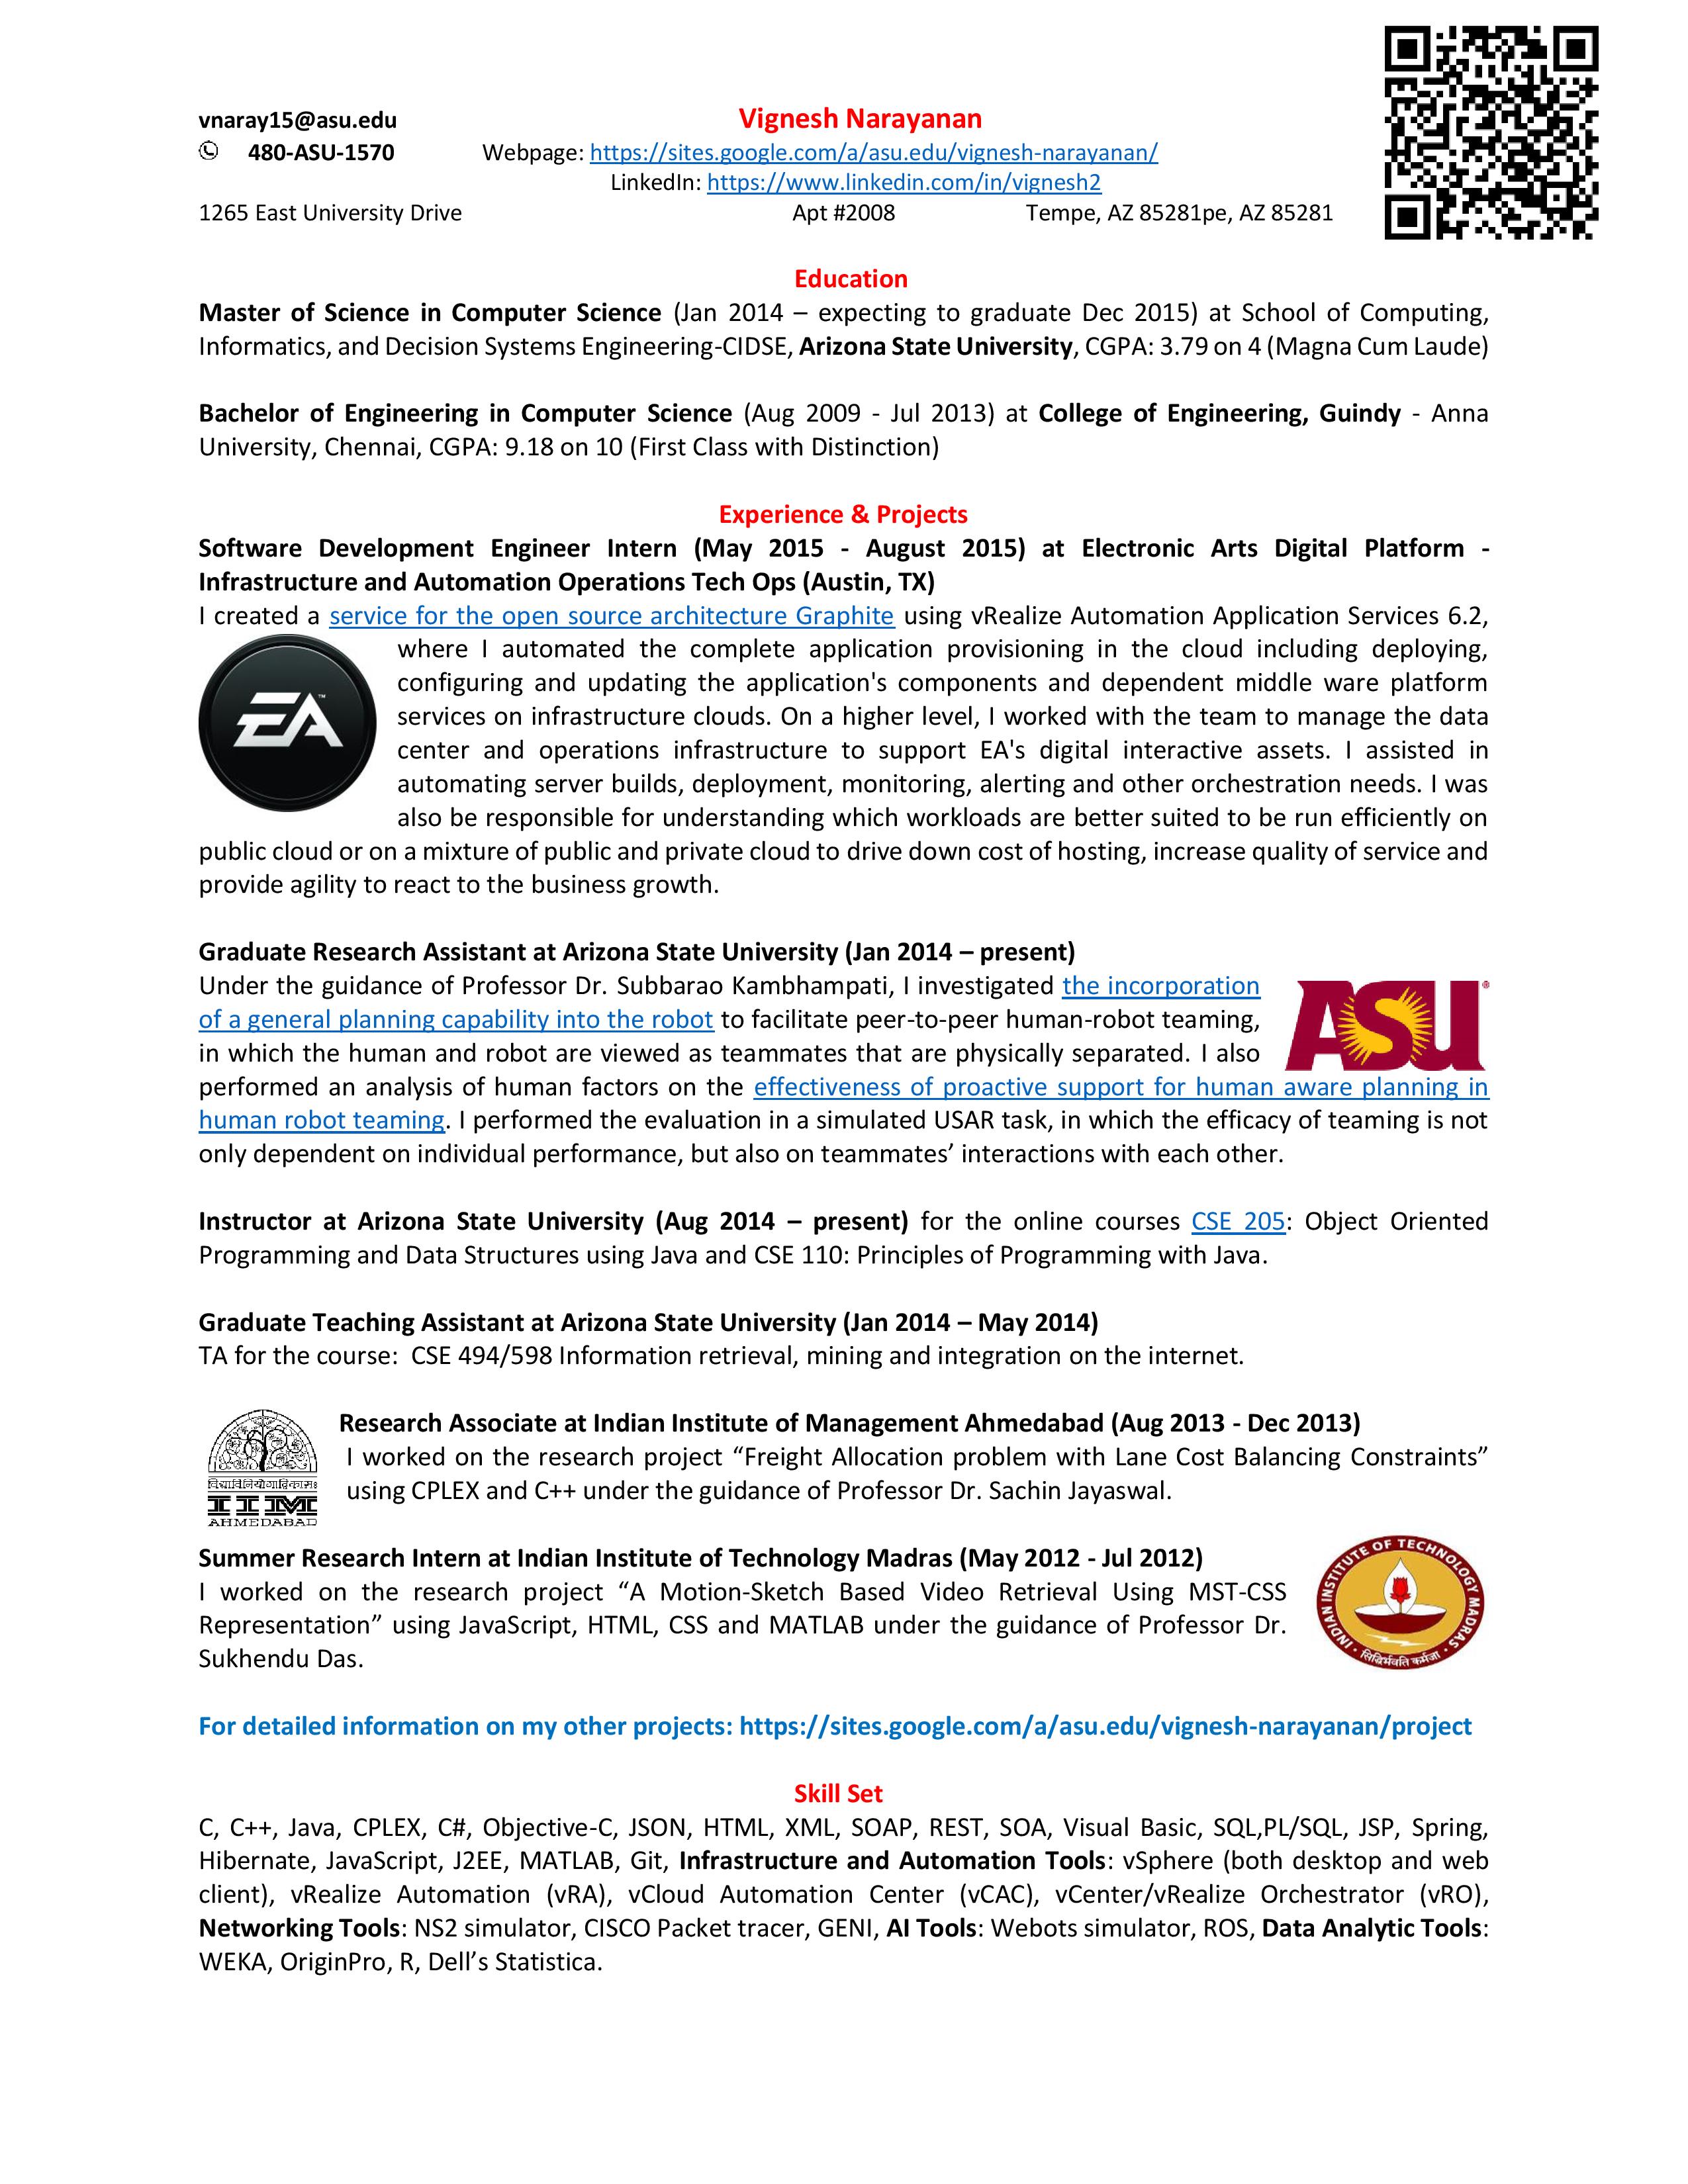 vnaray15@asu.edu Vignesh Narayanan
480-ASU-1570 Webpage: https://sites.google.com/a/asu.edu/vignesh-narayanan/
LinkedIn: https://www.linkedin.com/in/vignesh2
1265 East University Drive Apt #2008 Tempe, AZ 85281pe, AZ 85281
Education
Master of Science in Computer Science (Jan 2014 – expecting to graduate Dec 2015) at School of Computing,
Informatics, and Decision Systems Engineering-CIDSE, Arizona State University, CGPA: 3.79 on 4 (Magna Cum Laude)
Bachelor of Engineering in Computer Science (Aug 2009 - Jul 2013) at College of Engineering, Guindy - Anna
University, Chennai, CGPA: 9.18 on 10 (First Class with Distinction)
Experience & Projects
Software Development Engineer Intern (May 2015 - August 2015) at Electronic Arts Digital Platform -
Infrastructure and Automation Operations Tech Ops (Austin, TX)
I created a service for the open source architecture Graphite using vRealize Automation Application Services 6.2,
EA™
where I automated the complete application provisioning in the cloud including deploying,
configuring and updating the application's components and dependent middle ware platform
services on infrastructure clouds. On a higher level, I worked with the team to manage the data
center and operations infrastructure to support EA's digital interactive assets. I assisted in
automating server builds, deployment, monitoring, alerting and other orchestration needs. I was
also be responsible for understanding which workloads are better suited to be run efficiently on
public cloud or on a mixture of public and private cloud to drive down cost of hosting, increase quality of service and
provide agility to react to the business growth.
Graduate Research Assistant at Arizona State University (Jan 2014 – present)
ASU®
Under the guidance of Professor Dr. Subbarao Kambhampati, I investigated the incorporation
of a general planning capability into the robot to facilitate peer-to-peer human-robot teaming,
in which the human and robot are viewed as teammates that are physically separated. I also
performed an analysis of human factors on the effectiveness of proactive support for human aware planning in
human robot teaming. I performed the evaluation in a simulated USAR task, in which the efficacy of teaming is not
only dependent on individual performance, but also on teammates’ interactions with each other.
Instructor at Arizona State University (Aug 2014 – present) for the online courses CSE 205: Object Oriented
Programming and Data Structures using Java and CSE 110: Principles of Programming with Java.
Graduate Teaching Assistant at Arizona State University (Jan 2014 – May 2014)
TA for the course:  CSE 494/598 Information retrieval, mining and integration on the internet.
विद्याविनियोगाद्विकासः
IIM
AHMEDABAD
Research Associate at Indian Institute of Management Ahmedabad (Aug 2013 - Dec 2013)
I worked on the research project “Freight Allocation problem with Lane Cost Balancing Constraints”
using CPLEX and C++ under the guidance of Professor Dr. Sachin Jayaswal.
Summer Research Intern at Indian Institute of Technology Madras (May 2012 - Jul 2012)
INDIAN INSTITUTE OF TECHNOLOGY MADRAS
सिद्धिर्भवति कर्मजा
I worked on the research project “A Motion-Sketch Based Video Retrieval Using MST-CSS
Representation” using JavaScript, HTML, CSS and MATLAB under the guidance of Professor Dr.
Sukhendu Das.
For detailed information on my other projects: https://sites.google.com/a/asu.edu/vignesh-narayanan/project
Skill Set
C, C++, Java, CPLEX, C#, Objective-C, JSON, HTML, XML, SOAP, REST, SOA, Visual Basic, SQL,PL/SQL, JSP, Spring,
Hibernate, JavaScript, J2EE, MATLAB, Git, Infrastructure and Automation Tools: vSphere (both desktop and web
client), vRealize Automation (vRA), vCloud Automation Center (vCAC), vCenter/vRealize Orchestrator (vRO),
Networking Tools: NS2 simulator, CISCO Packet tracer, GENI, AI Tools: Webots simulator, ROS, Data Analytic Tools:
WEKA, OriginPro, R, Dell’s Statistica.